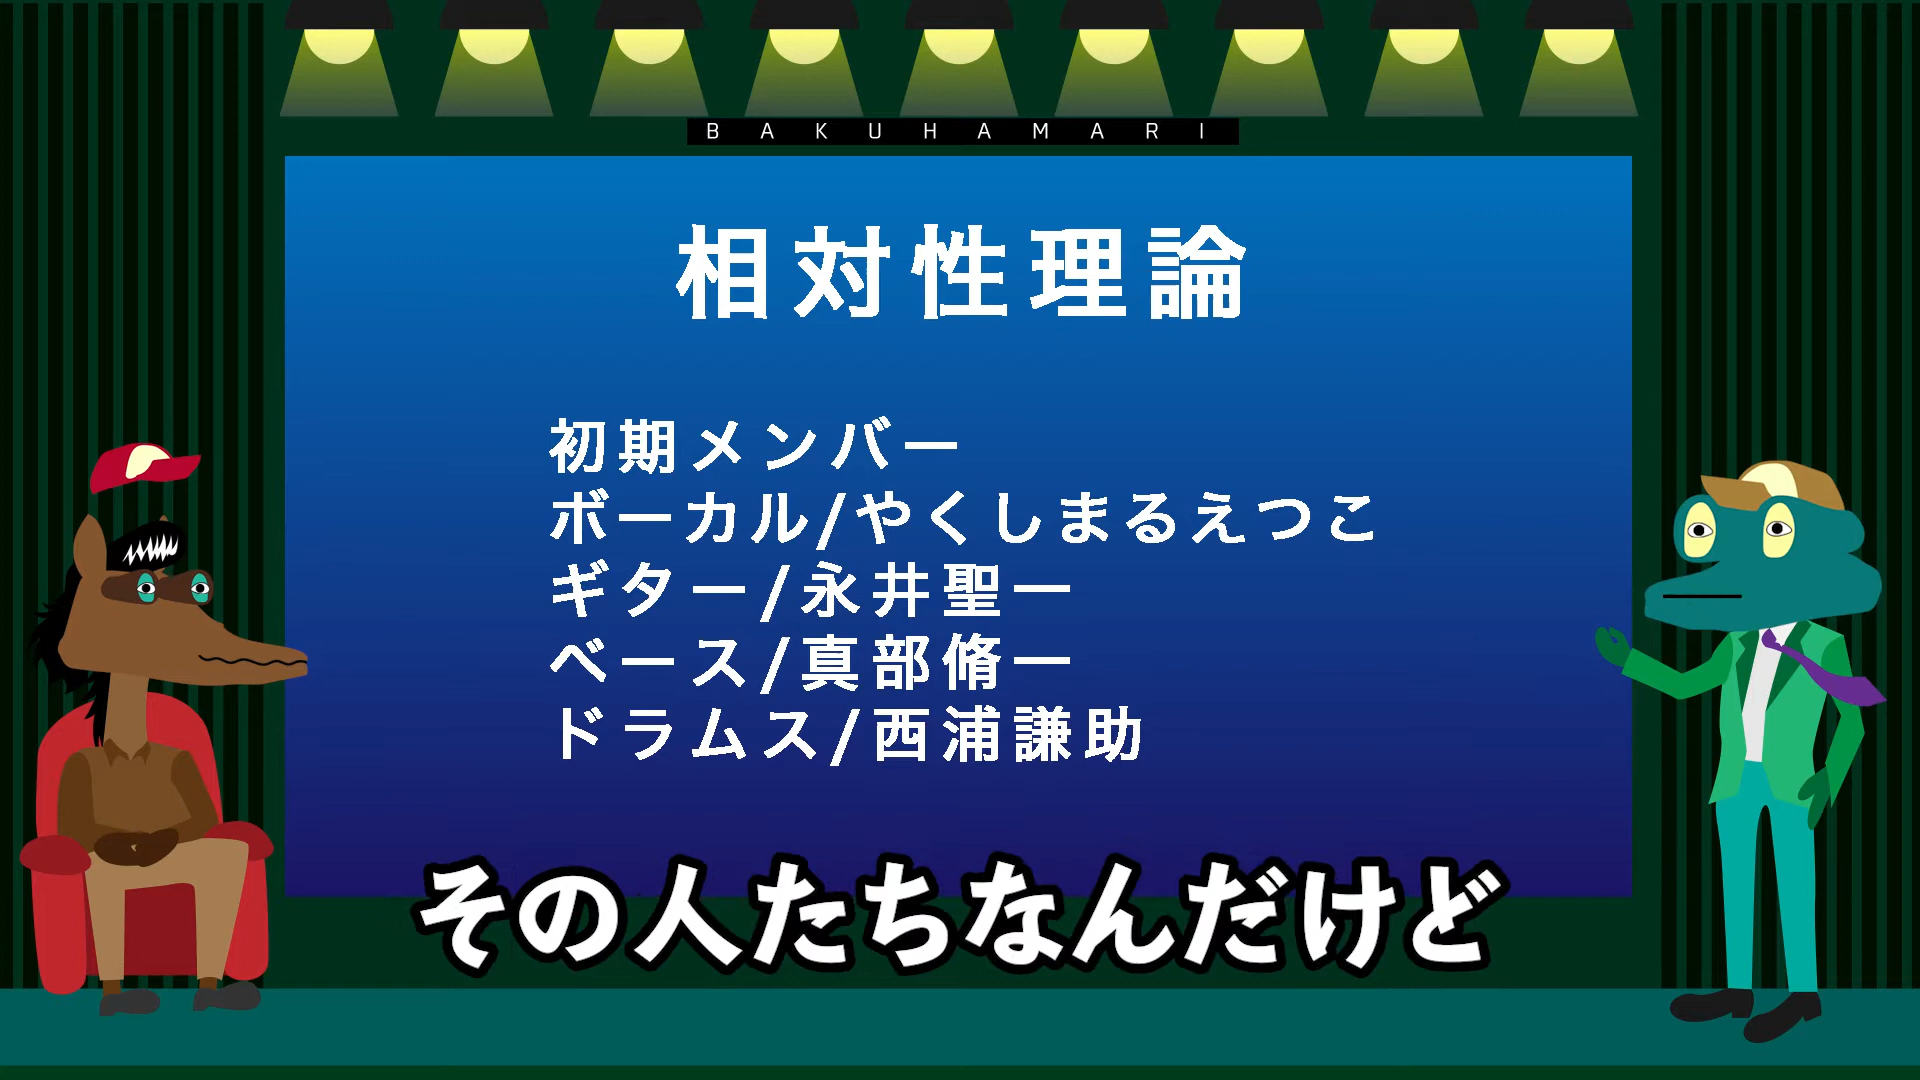 BAKUHAMARI
相対性理論
初期メンバー
ボーカル/やくしまるえつこ
ギター/永井聖一
ベース/真部脩一
ドラムス/西浦謙助
その人たちなんだけど